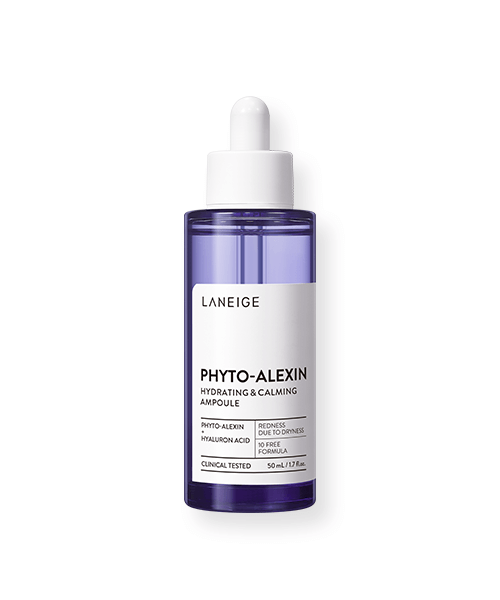 LANEIGE
PHYTO-ALEXIN
HYDRATING & CALMING
AMPOULE
PHYTO-ALEXIN
+
HYALURON ACID
REDNESS
DUE TO DRYNESS
10 FREE
FORMULA
CLINICAL TESTED
50 mL / 1.7 fl. oz.